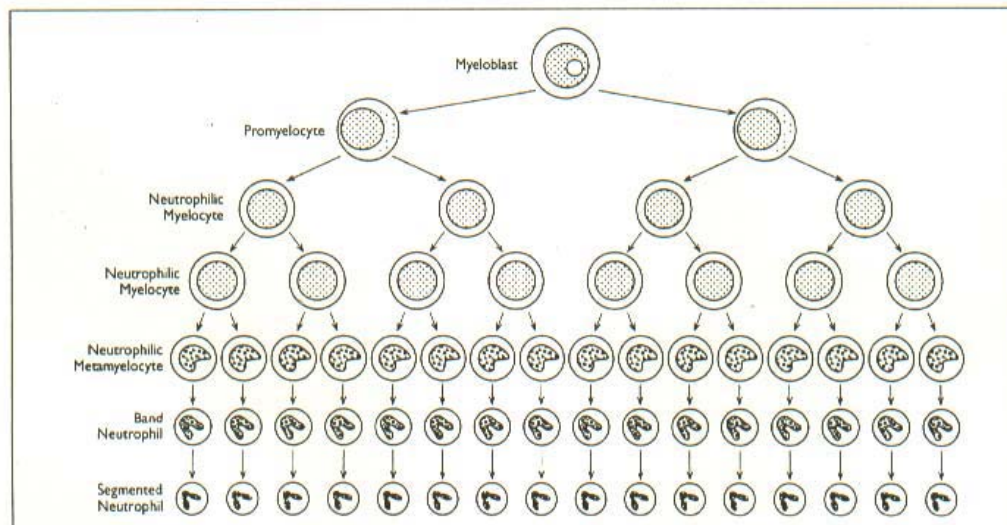 Myeloblast
Promyelocyte
Neutrophilic
Myelocyte
Neutrophilic
Myelocyte
Neutrophilic
Metamyelocyte
Band
Neutrophil
Segmented
Neutrophil